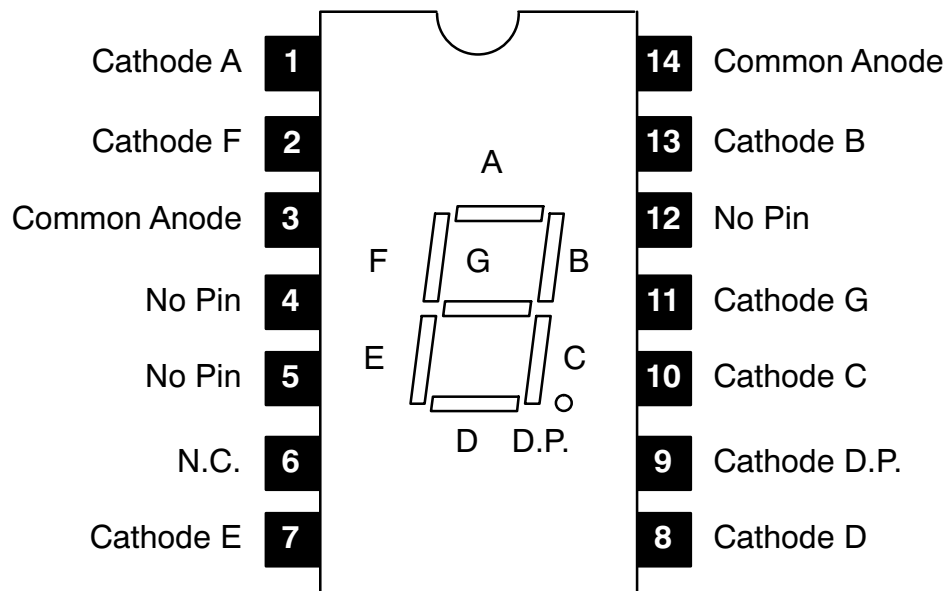 Cathode A 1 14 Common Anode
Cathode F 2 13 Cathode B
A
Common Anode 3 12 No Pin
F G B
No Pin 4 11 Cathode G
E C
No Pin 5 10 Cathode C
D D.P.
N.C. 6 9 Cathode D.P.
Cathode E 7 8 Cathode D